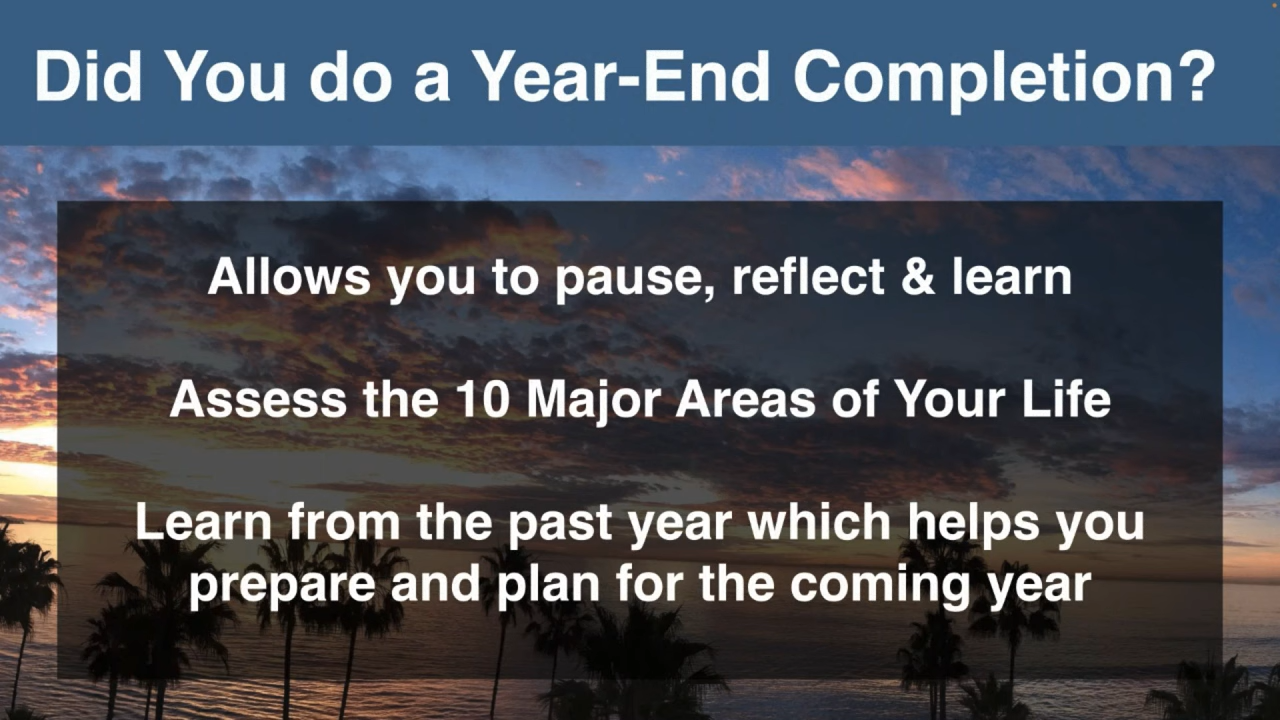 Did You do a Year-End Completion?
Allows you to pause, reflect & learn
Assess the 10 Major Areas of Your Life
Learn from the past year which helps you
prepare and plan for the coming year